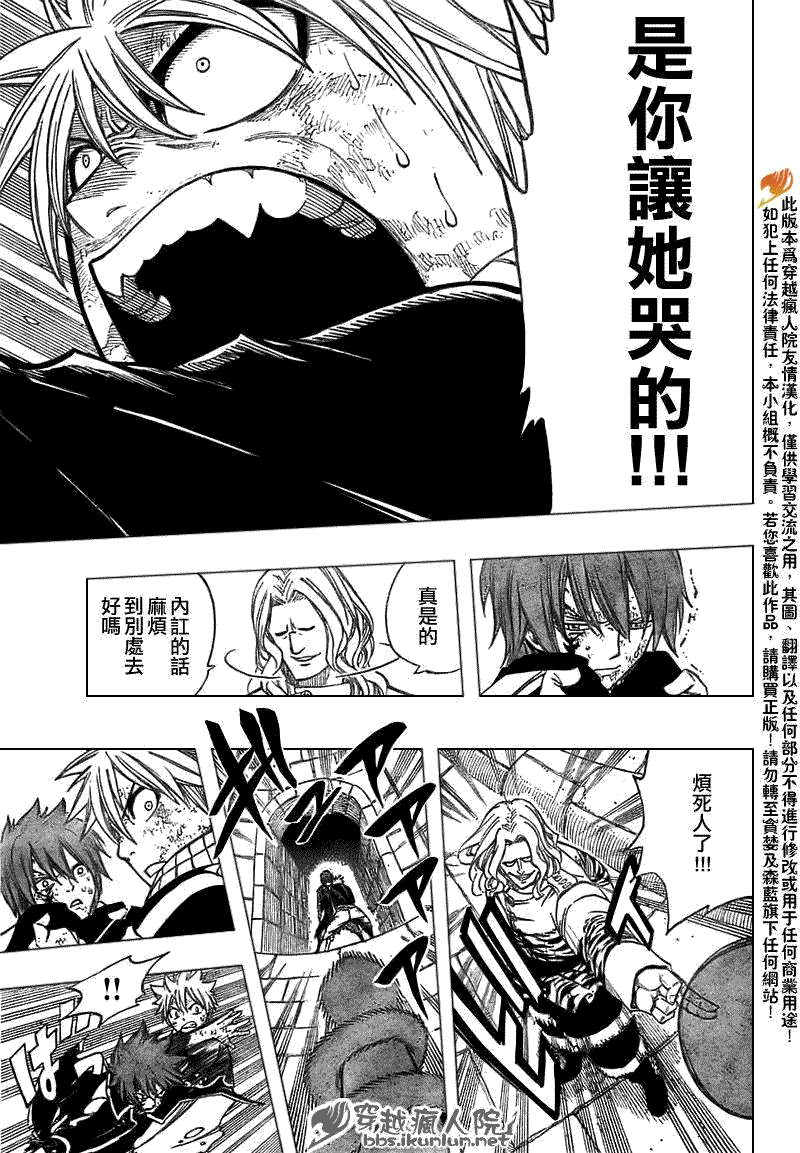 是你讓她哭的!!!
真是的
內訌的話
麻煩
到別處去
好嗎
煩死人了!!!
!!
は
此版本爲穿越瘋人院友情漢化，僅供學習交流之用，其圖、翻譯以及任何部分不得進行修改或用于任何商業用途！
如犯上任何法律責任，本小組概不負責。若您喜歡此作品，請購買正版！請勿轉至貪婪及森藍旗下任何網站！
穿越瘋人院
bbs.ikunlun.net